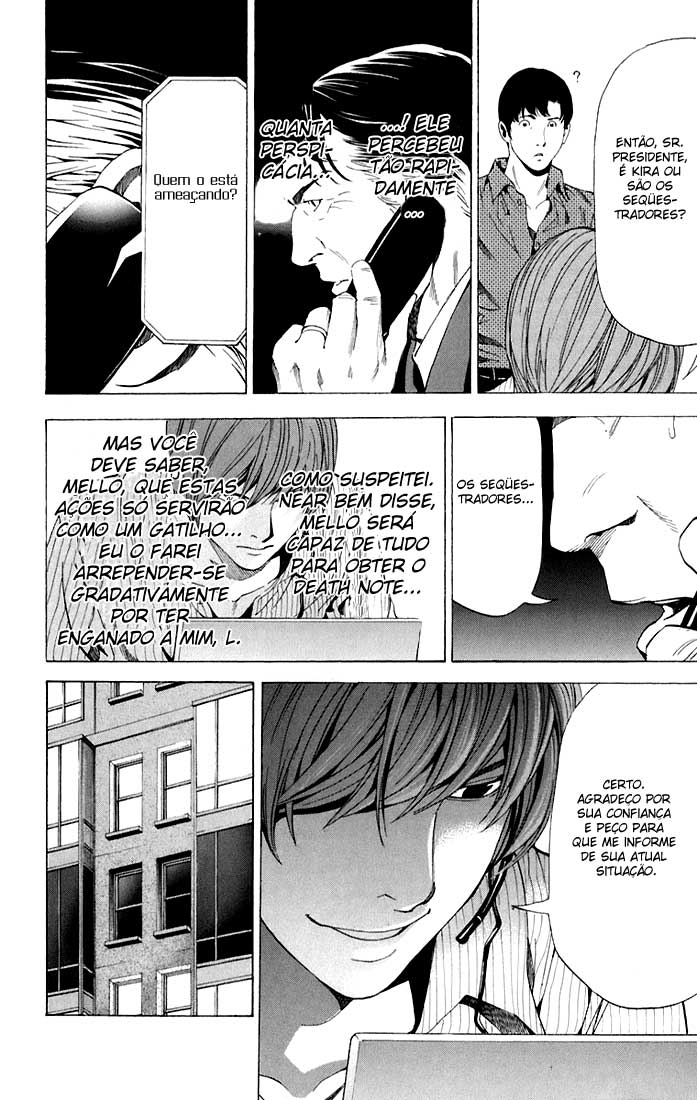 ?
ENTÃO, SR.
PRESIDENTE,
É KIRA OU
SÃO OS
SEQÜES-
TRADORES?
...! ELE
PERCEBEU
TÃO RAPI-
DAMENTE
...
QUANTA
PERSPI-
CÁCIA...
Quem o está
ameaçando?
OS SEQÜES-
TRADORES...
COMO SUSPEITEI.
NEAR BEM DISSE,
MELLO SERÁ
CAPAZ DE TUDO
PARA OBTER O
DEATH NOTE...
MAS VOCÊ
DEVE SABER,
MELLO, QUE ESTAS
AÇÕES SÓ SERVIRÃO
COMO UM GATILHO...
EU O FAREI
ARREPENDER-SE
GRADATIVAMENTE
POR TER
ENGANADO A MIM, L.
CERTO.
AGRADEÇO POR
SUA CONFIANÇA
E PEÇO PARA
QUE ME INFORME
DE SUA ATUAL
SITUAÇÃO.